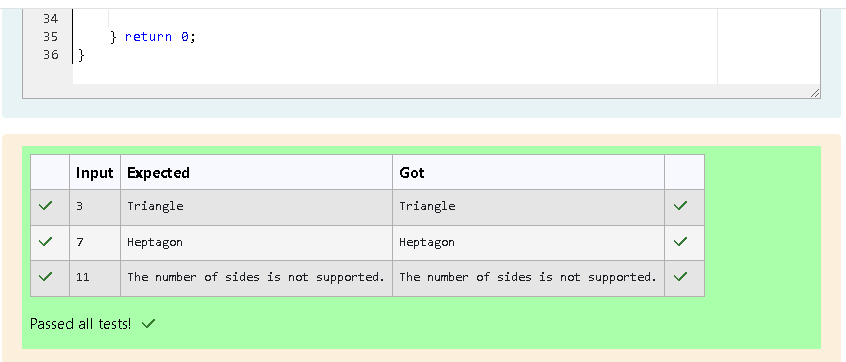 34
35 } return 0;
36 }
Input Expected Got
3 Triangle Triangle
7 Heptagon Heptagon
11 The number of sides is not supported. The number of sides is not supported.
Passed all tests!